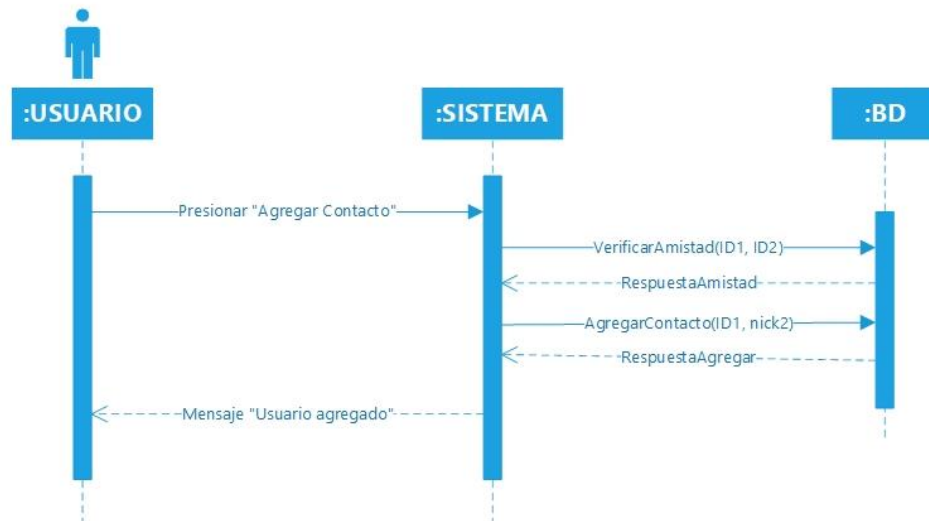 :USUARIO
:SISTEMA
:BD
Presionar "Agregar Contacto"
VerificarAmistad(ID1, ID2)
RespuestaAmistad
AgregarContacto(ID1, nick2)
RespuestaAgregar
Mensaje "Usuario agregado"